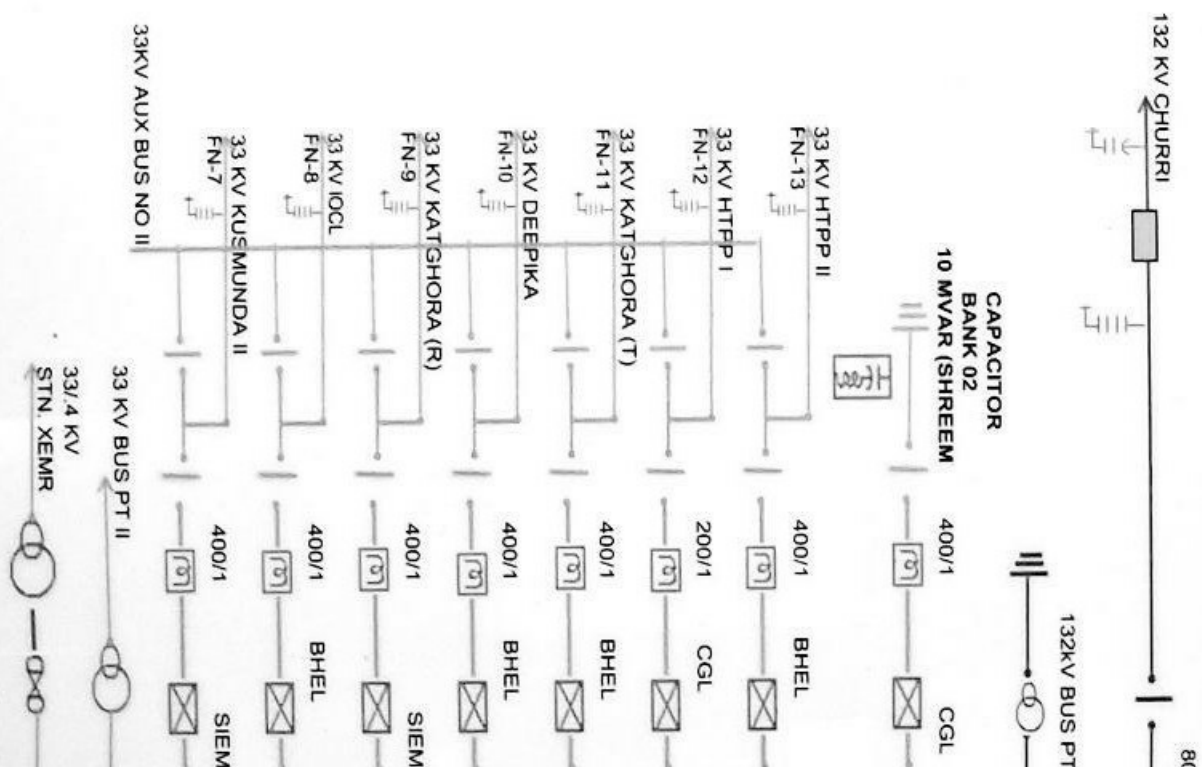 132 KV CHURRI
80
132kV BUS PT
CAPACITOR
BANK 02
10 MVAR (SHREEM
400/1
CGL
33 KV HTPP II
FN-13
400/1
BHEL
33 KV HTPP I
FN-12
200/1
CGL
33 KV KATGHORA (T)
FN-11
400/1
BHEL
33 KV DEEPIKA
FN-10
400/1
BHEL
33 KV KATGHORA (R)
FN-9
400/1
SIEM
33 KV IOCL
FN-8
400/1
BHEL
33 KV KUSMUNDA II
FN-7
400/1
SIEM
33KV AUX BUS NO II
33 KV BUS PT II
33/.4 KV
STN. XEMR